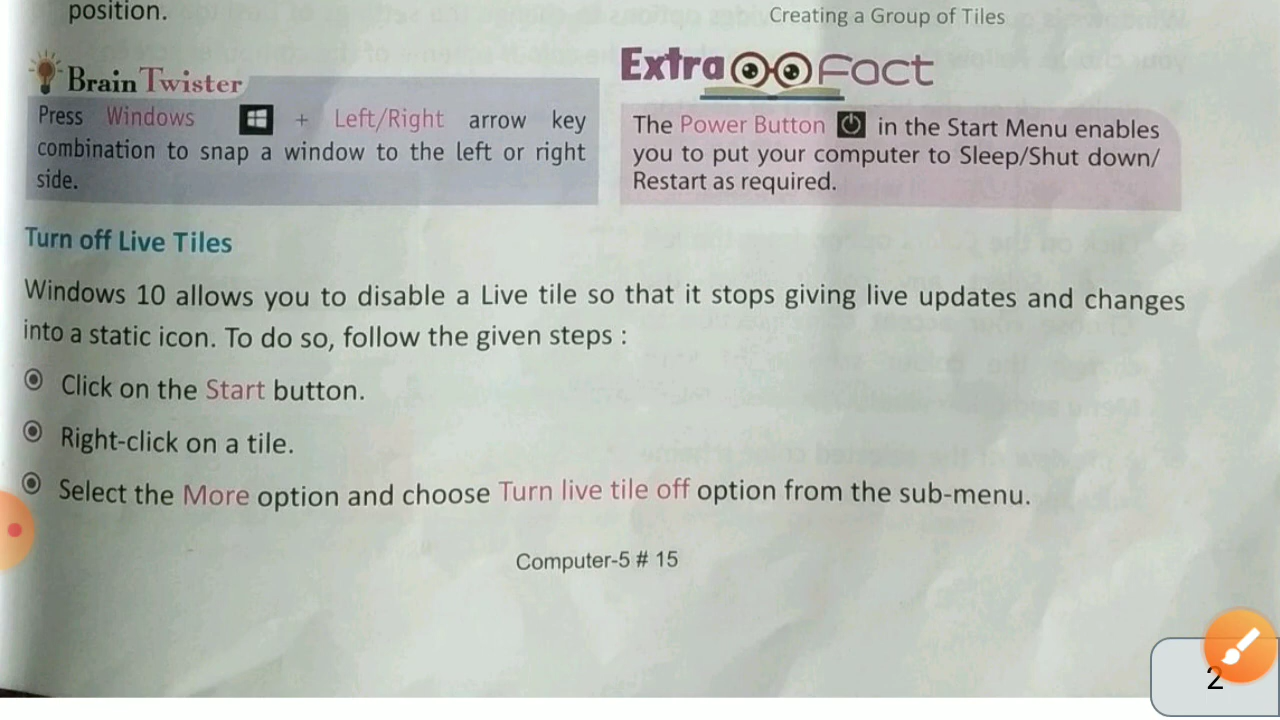 position.
Creating a Group of Tiles
Brain Twister
Press Windows + Left/Right arrow key
combination to snap a window to the left or right
side.
Extra Fact
The Power Button in the Start Menu enables
you to put your computer to Sleep/Shut down/
Restart as required.
Turn off Live Tiles
Windows 10 allows you to disable a Live tile so that it stops giving live updates and changes
into a static icon. To do so, follow the given steps :
Click on the Start button.
Right-click on a tile.
Select the More option and choose Turn live tile off option from the sub-menu.
Computer-5 # 15
2